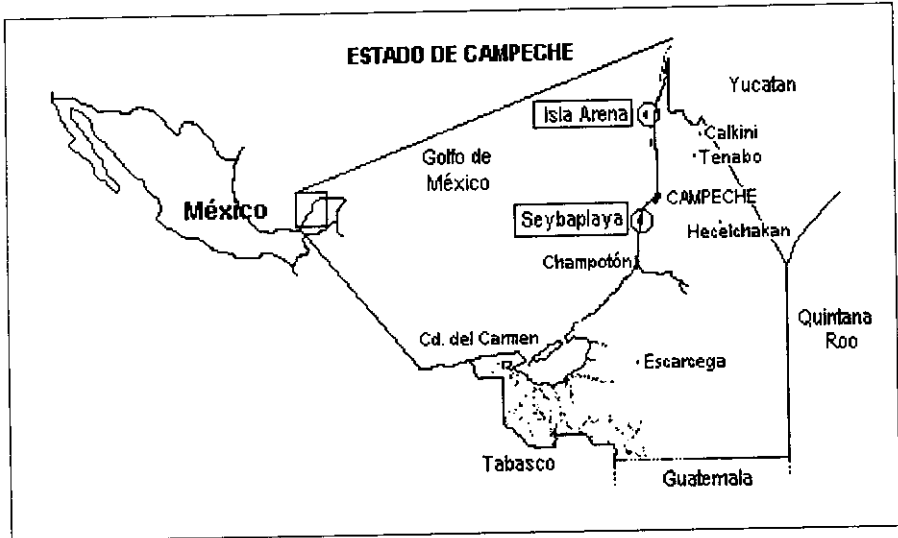 ESTADO DE CAMPECHE
Yucatan
Isla Arena
Calkini
Tenabo
Golfo de
México
México
CAMPECHE
Seybaplaya
Hecelchakan
Champotón
Quintana
Roo
Cd. del Carmen
Escarcega
Tabasco
Guatemala